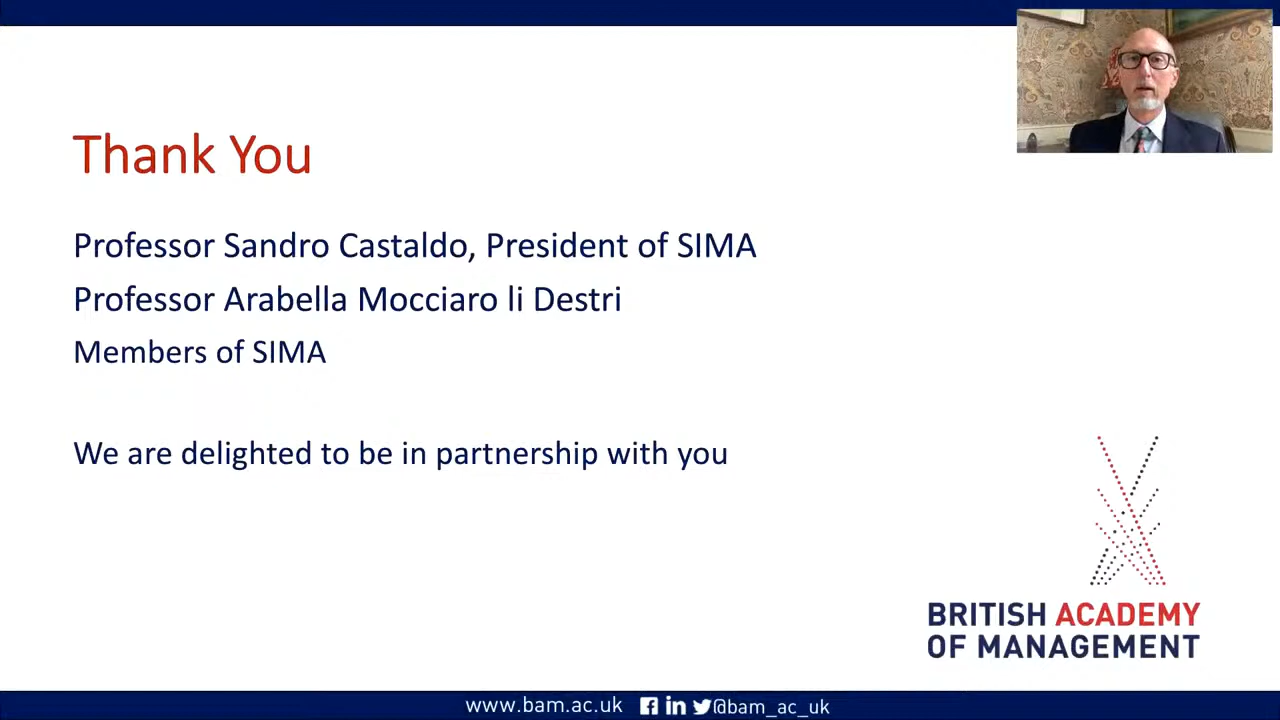 Thank You
Professor Sandro Castaldo, President of SIMA
Professor Arabella Mocciaro li Destri
Members of SIMA
We are delighted to be in partnership with you
BRITISH ACADEMY
OF MANAGEMENT
www.bam.ac.uk @bam_ac_uk